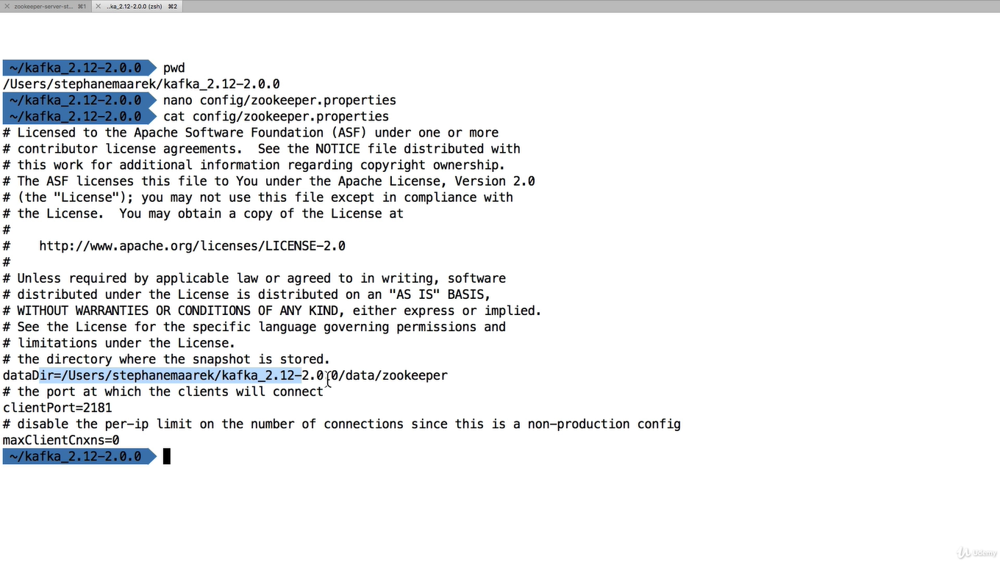 zookeeper-server-st... ⌘1
..ka_2.12-2.0.0 (zsh) ⌘2
~/kafka_2.12-2.0.0 pwd
/Users/stephanemaarek/kafka_2.12-2.0.0
~/kafka_2.12-2.0.0 nano config/zookeeper.properties
~/kafka_2.12-2.0.0 cat config/zookeeper.properties
# Licensed to the Apache Software Foundation (ASF) under one or more
# contributor license agreements.  See the NOTICE file distributed with
# this work for additional information regarding copyright ownership.
# The ASF licenses this file to You under the Apache License, Version 2.0
# (the "License"); you may not use this file except in compliance with
# the License.  You may obtain a copy of the License at
#
#    http://www.apache.org/licenses/LICENSE-2.0
#
# Unless required by applicable law or agreed to in writing, software
# distributed under the License is distributed on an "AS IS" BASIS,
# WITHOUT WARRANTIES OR CONDITIONS OF ANY KIND, either express or implied.
# See the License for the specific language governing permissions and
# limitations under the License.
# the directory where the snapshot is stored.
dataDir=/Users/stephanemaarek/kafka_2.12-2.0.0/data/zookeeper
# the port at which the clients will connect
clientPort=2181
# disable the per-ip limit on the number of connections since this is a non-production config
maxClientCnxns=0
~/kafka_2.12-2.0.0
Udemy